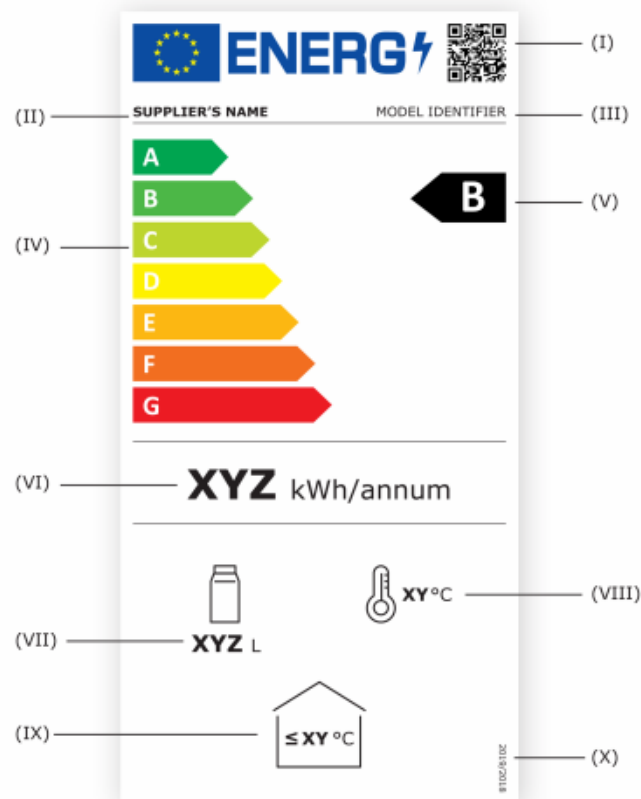 ENERG
(I)
(II)
SUPPLIER'S NAME
MODEL IDENTIFIER
(III)
A
B
B
(V)
(IV)
C
D
E
F
G
(VI)
XYZ kWh/annum
XY°C
(VIII)
(VII)
XYZ L
(IX)
≤ XY °C
2019/2018
(X)